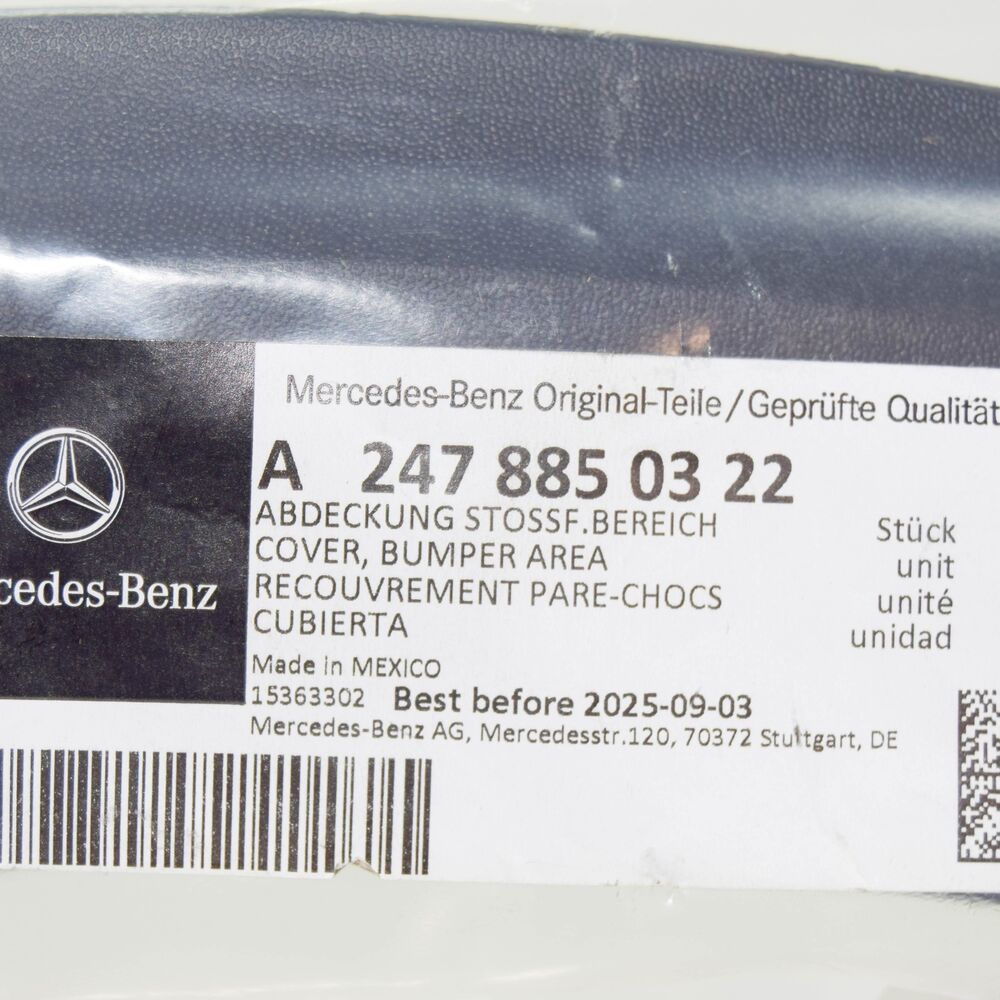 Mercedes-Benz Original-Teile/Geprüfte Qualität
A 247 885 03 22
ABDECKUNG STOSSF.BEREICH Stück
COVER, BUMPER AREA unit
RECOUVREMENT PARE-CHOCS unité
CUBIERTA unidad
cedes-Benz
Made in MEXICO
15363302 Best before 2025-09-03
Mercedes-Benz AG, Mercedesstr.120, 70372 Stuttgart, DE